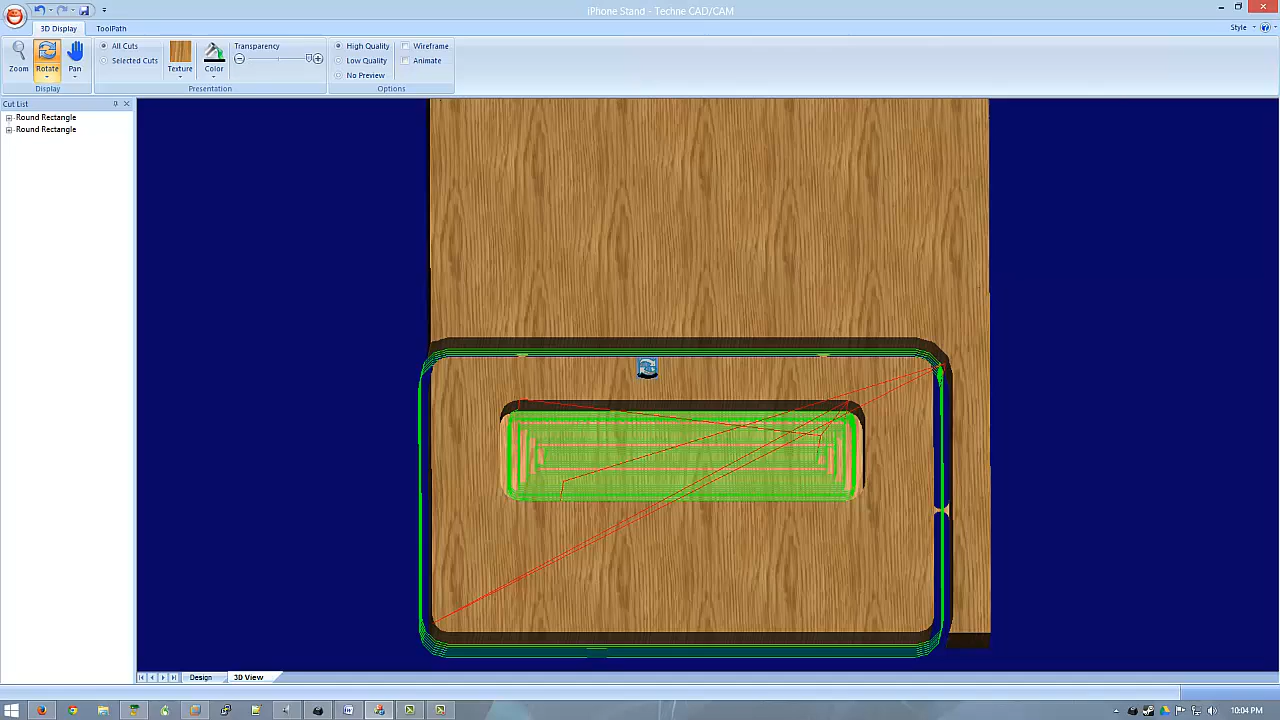 iPhone Stand - Techne CAD/CAM
3D Display
ToolPath
Style
Zoom
Rotate
Pan
All Cuts
Selected Cuts
Texture
Color
Transparency
High Quality
Low Quality
No Preview
Wireframe
Animate
Display
Presentation
Options
Cut List
Round Rectangle
Round Rectangle
Design
3D View
10:04 PM